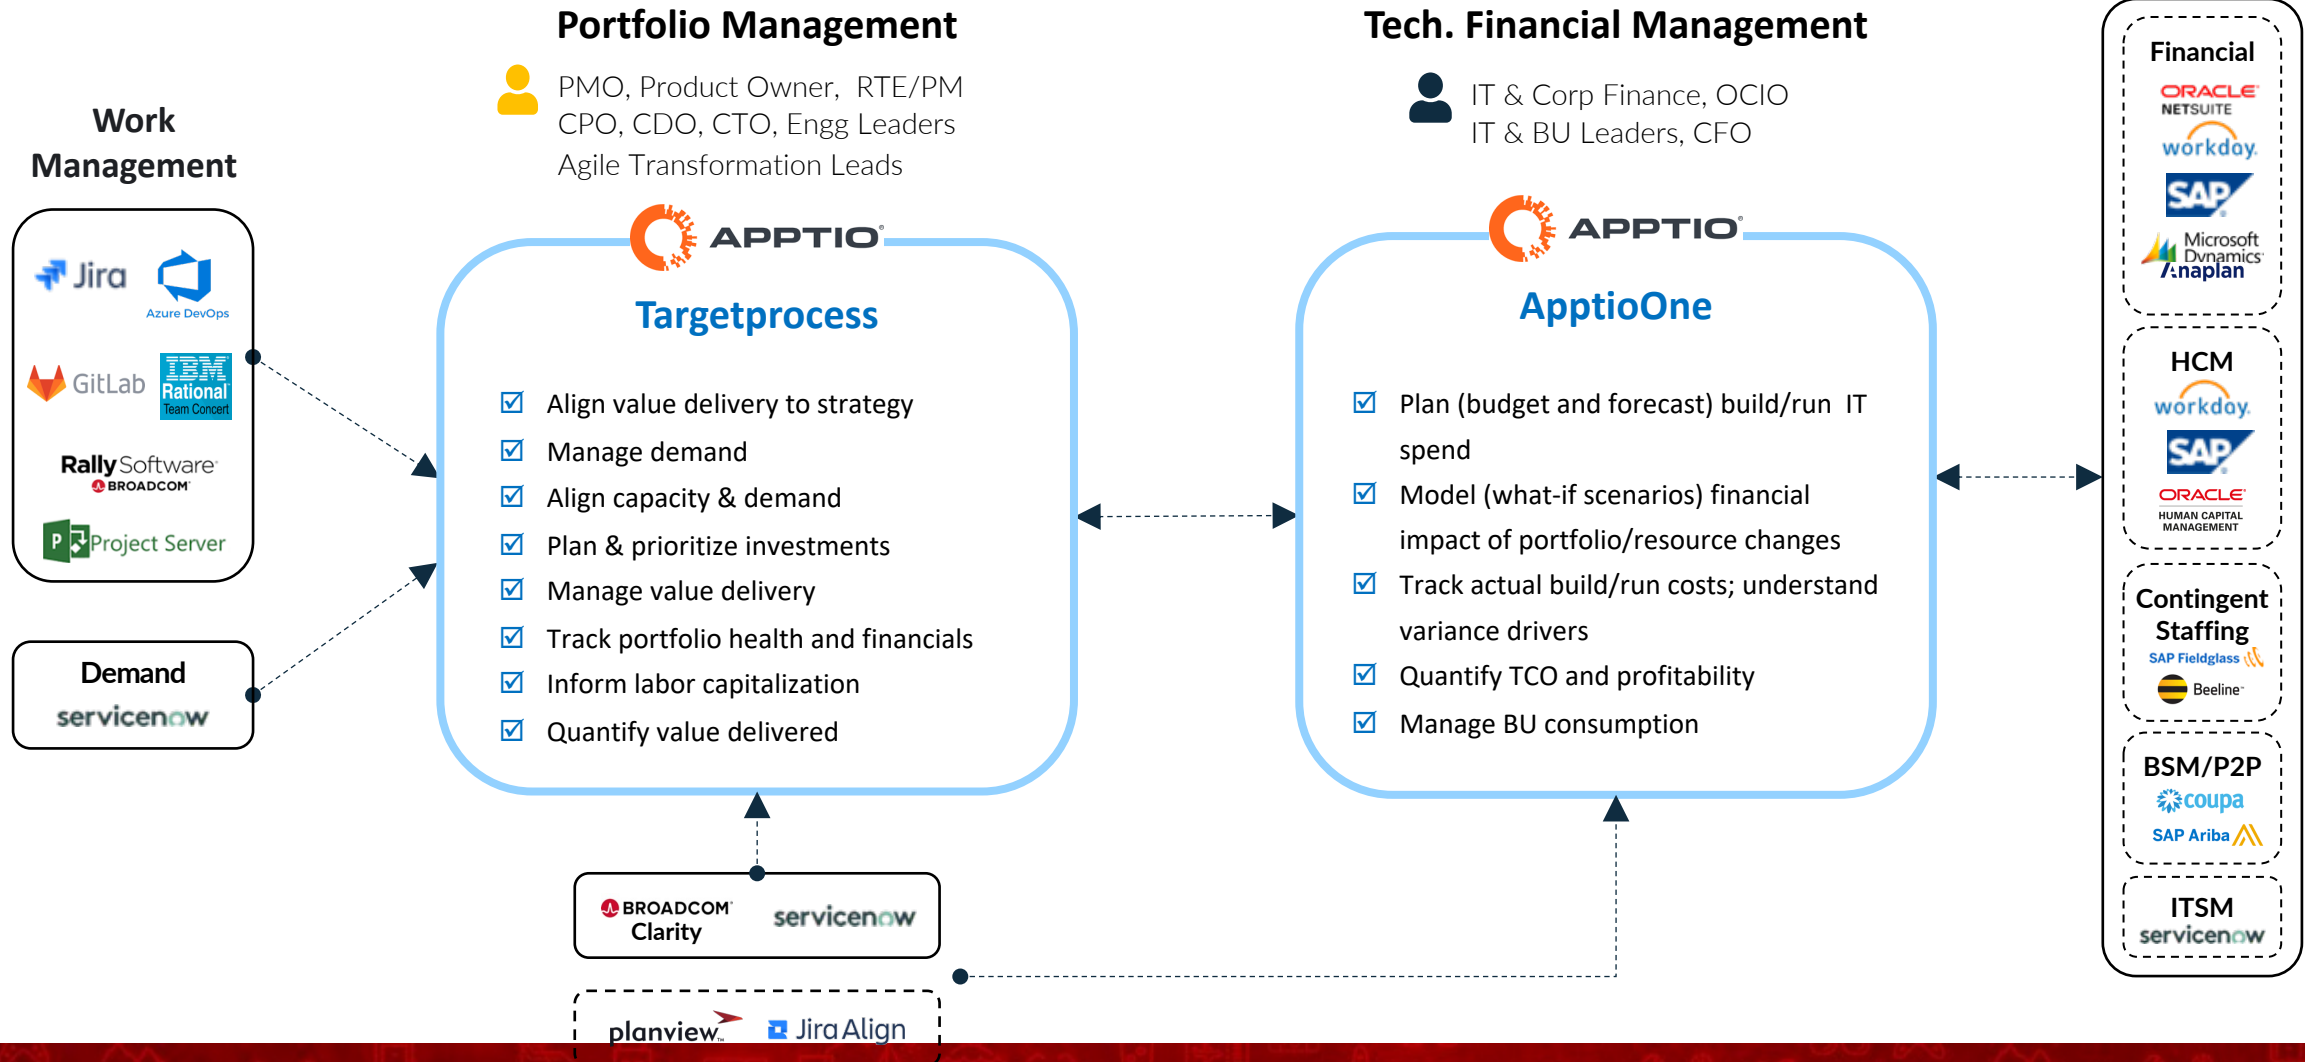 Portfolio Management
PMO, Product Owner, RTE/PM
CPO, CDO, CTO, Engg Leaders
Agile Transformation Leads
Tech. Financial Management
IT & Corp Finance, OCIO
IT & BU Leaders, CFO
Work
Management
Jira
Azure DevOps
GitLab
IBM
Rational
Team Concert
Rally Software
BROADCOM
P
Project Server
Demand
servicenow
APPTIO
Targetprocess
Align value delivery to strategy
Manage demand
Align capacity & demand
Plan & prioritize investments
Manage value delivery
Track portfolio health and financials
Inform labor capitalization
Quantify value delivered
BROADCOM
Clarity
servicenow
planview
Jira Align
APPTIO
ApptioOne
Plan (budget and forecast) build/run IT
spend
Model (what-if scenarios) financial
impact of portfolio/resource changes
Track actual build/run costs; understand
variance drivers
Quantify TCO and profitability
Manage BU consumption
Financial
ORACLE
NETSUITE
workday.
SAP
Microsoft
Dynamics
Anaplan
HCM
workday.
SAP
ORACLE
HUMAN CAPITAL
MANAGEMENT
Contingent
Staffing
SAP Fieldglass
Beeline
BSM/P2P
coupa
SAP Ariba
ITSM
servicenow